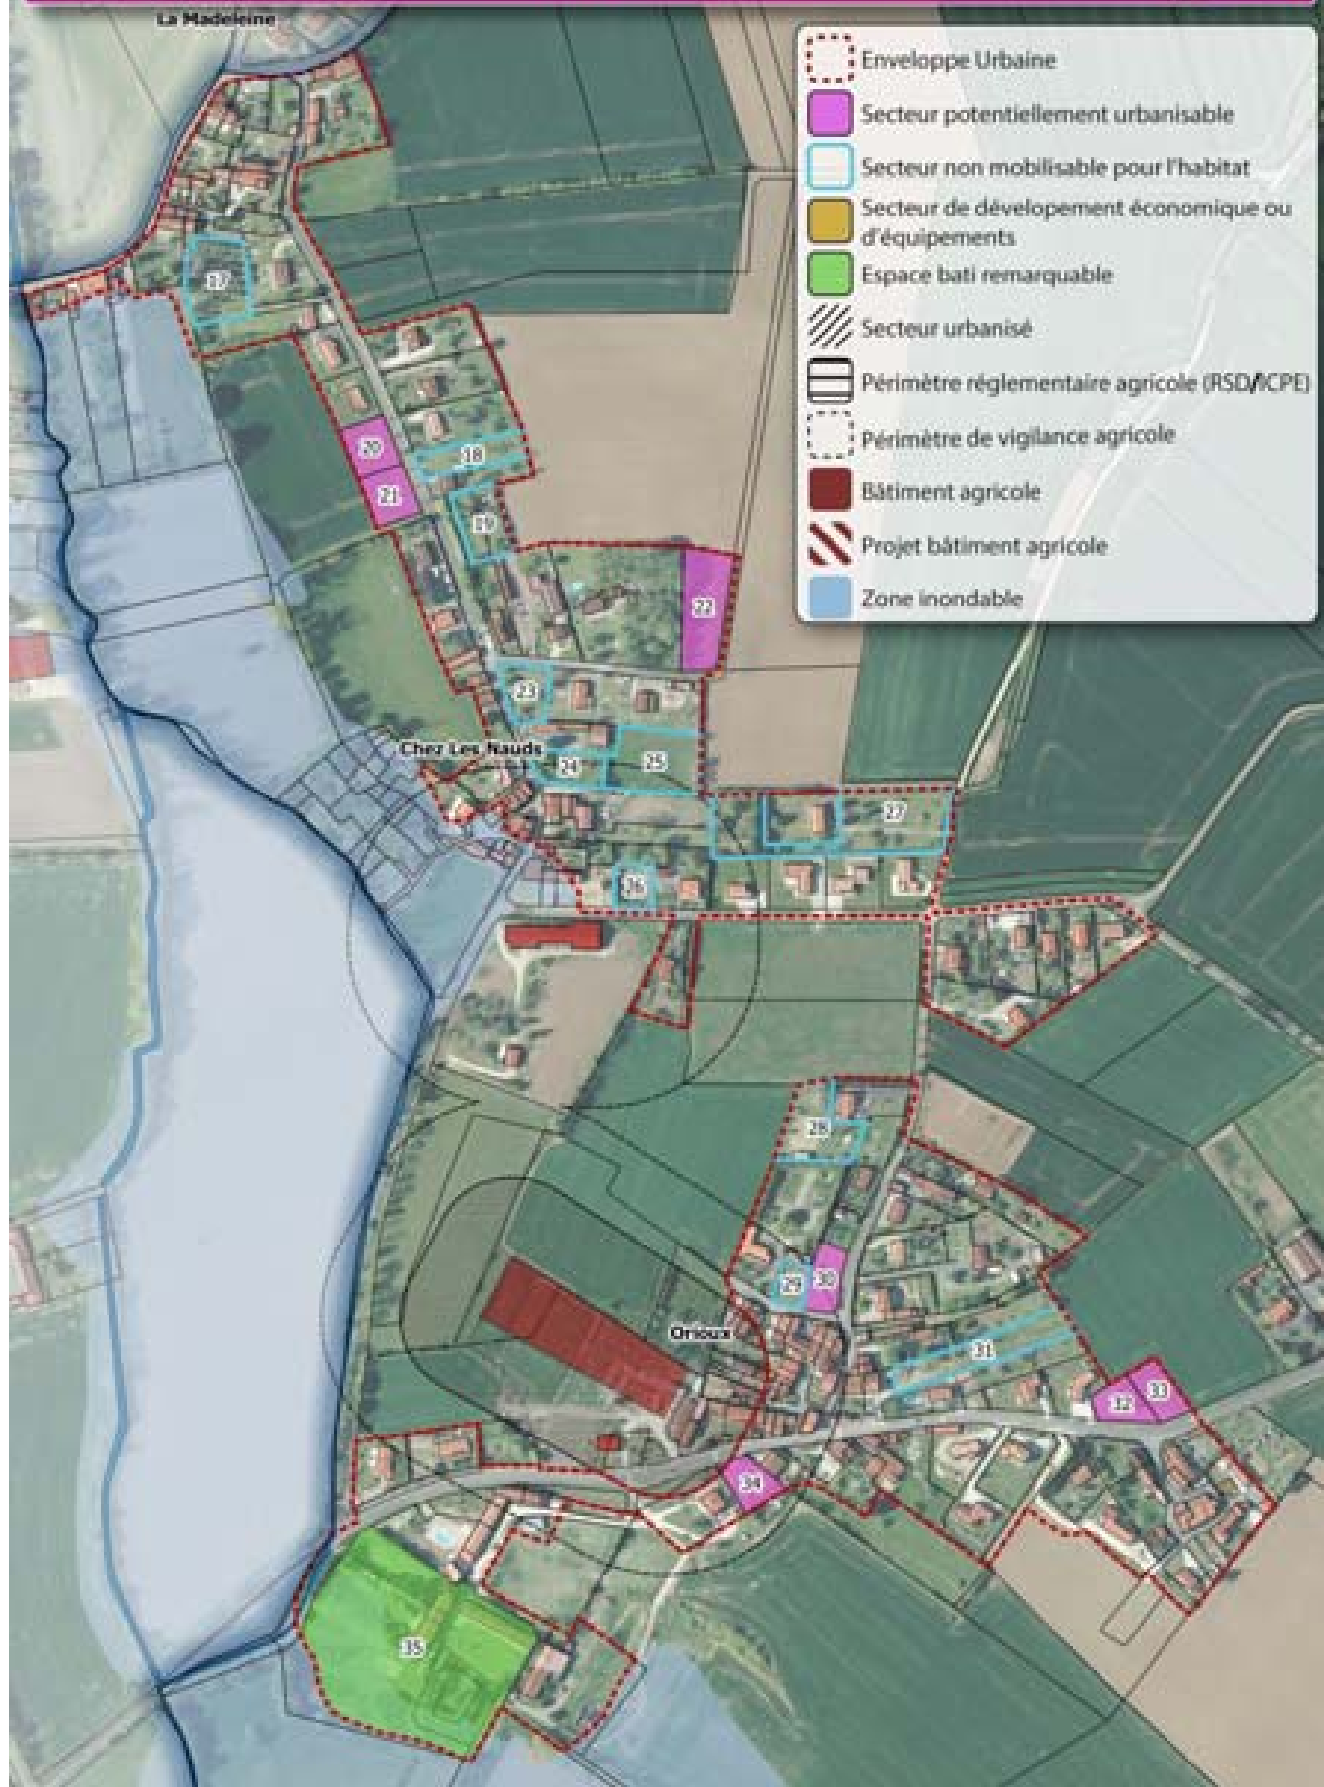 La Madeleine
Enveloppe Urbaine
Secteur potentiellement urbanisable
Secteur non mobilisable pour l'habitat
Secteur de dévelopement économique ou
d'équipements
Espace bati remarquable
Secteur urbanisé
Périmètre réglementaire agricole (RSD/ICPE)
Périmètre de vigilance agricole
Bâtiment agricole
Projet bâtiment agricole
Zone inondable
17
20
18
21
19
22
23
Chez Les Nauds
24
25
27
26
28
29
30
Orioux
31
32
33
34
35